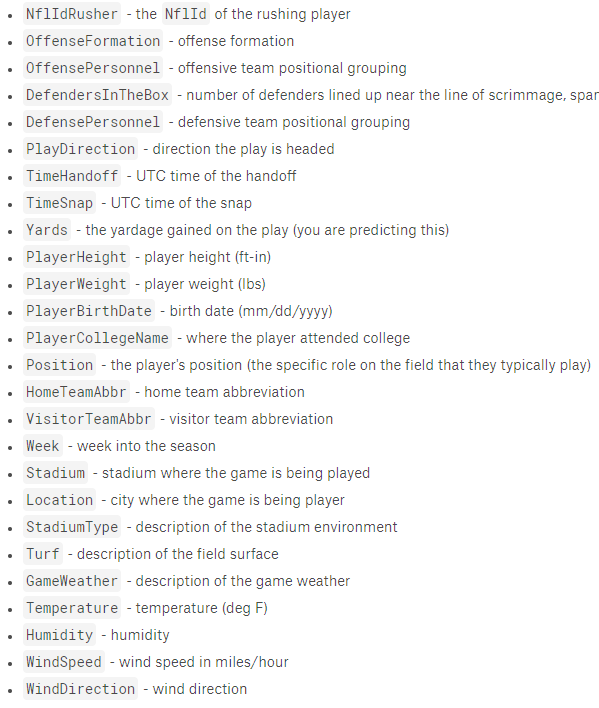 NflIdRusher - the NflId of the rushing player
OffenseFormation - offense formation
OffensePersonnel - offensive team positional grouping
DefendersInTheBox - number of defenders lined up near the line of scrimmage, spar
DefensePersonnel - defensive team positional grouping
PlayDirection - direction the play is headed
TimeHandoff - UTC time of the handoff
TimeSnap - UTC time of the snap
Yards - the yardage gained on the play (you are predicting this)
PlayerHeight - player height (ft-in)
PlayerWeight - player weight (lbs)
PlayerBirthDate - birth date (mm/dd/yyyy)
PlayerCollegeName - where the player attended college
Position - the player's position (the specific role on the field that they typically play)
HomeTeamAbbr - home team abbreviation
VisitorTeamAbbr - visitor team abbreviation
Week - week into the season
Stadium - stadium where the game is being played
Location - city where the game is being player
StadiumType - description of the stadium environment
Turf - description of the field surface
GameWeather - description of the game weather
Temperature - temperature (deg F)
Humidity - humidity
WindSpeed - wind speed in miles/hour
WindDirection - wind direction